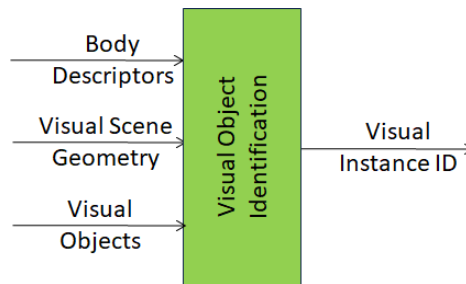 Body
Descriptors
Visual Scene
Geometry
Visual
Objects
Visual Object
Identification
Visual
Instance ID